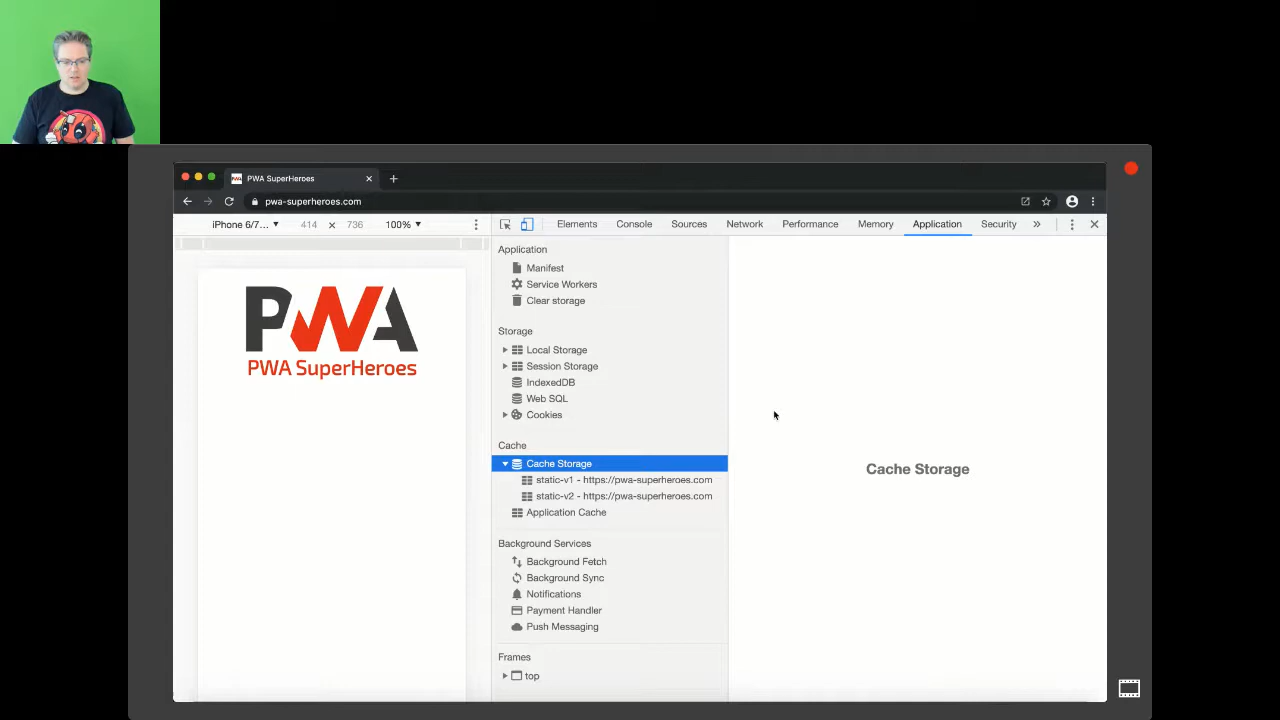 PWA SuperHeroes
pwa-superheroes.com
iPhone 6/7... 414 736 100%
Elements Console Sources Network Performance Memory Application Security
PWA
PWA SuperHeroes
Application
Manifest
Service Workers
Clear storage
Storage
Local Storage
Session Storage
IndexedDB
Web SQL
Cookies
Cache
Cache Storage
static-v1 - https://pwa-superheroes.com
static-v2 - https://pwa-superheroes.com
Application Cache
Background Services
Background Fetch
Background Sync
Notifications
Payment Handler
Push Messaging
Frames
top
Cache Storage